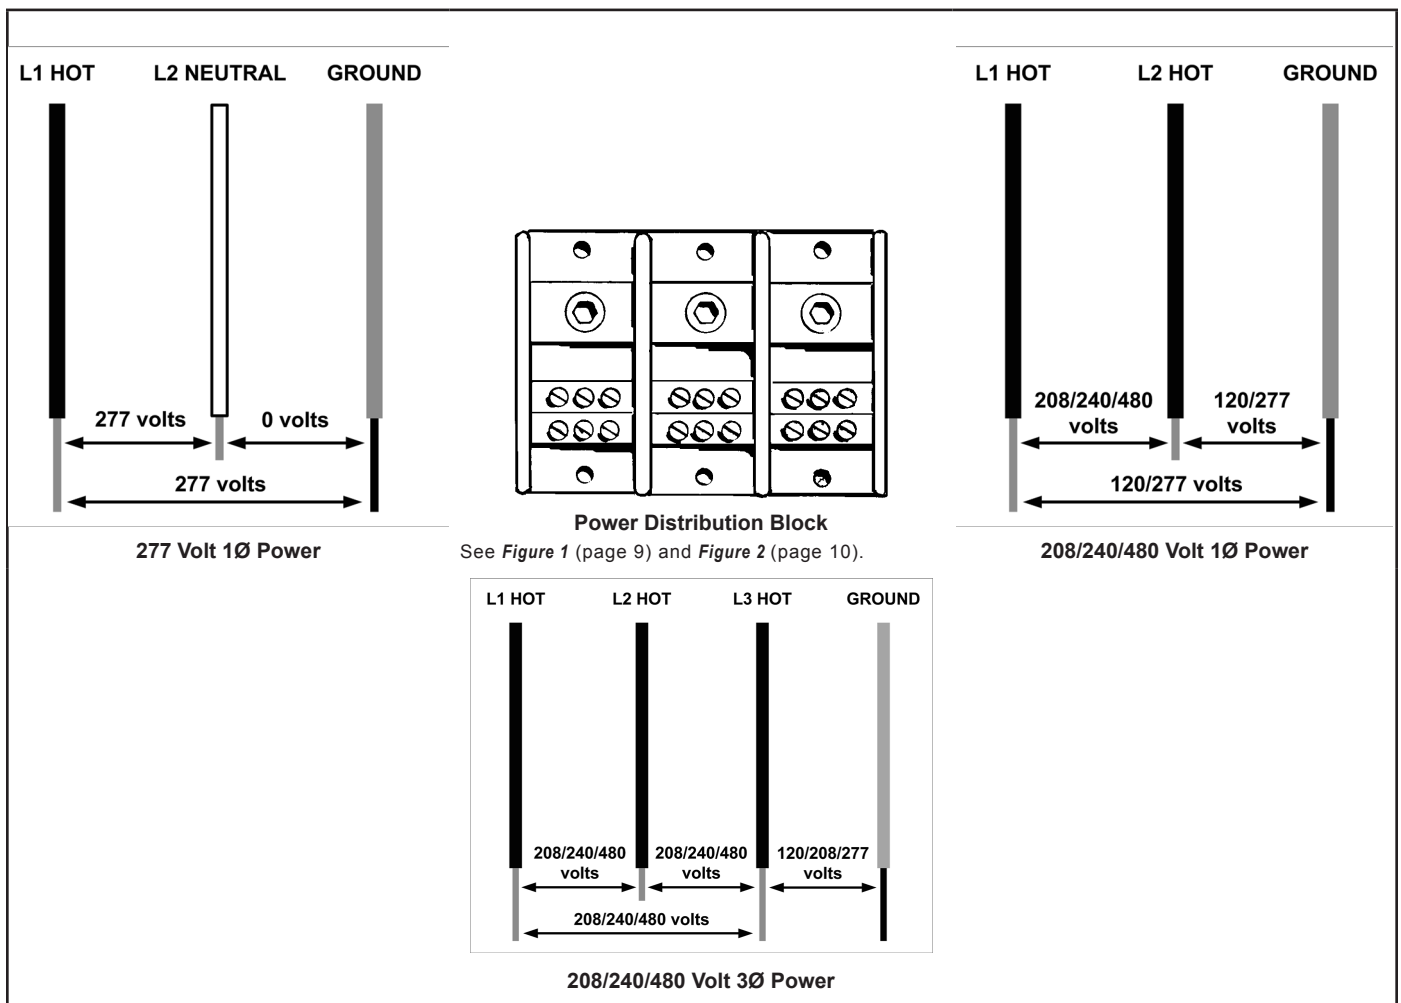 L1 HOT L2 NEUTRAL GROUND
277 volts 0 volts
277 volts
277 Volt 1Ø Power
Power Distribution Block
See Figure 1 (page 9) and Figure 2 (page 10).
L1 HOT L2 HOT GROUND
208/240/480 volts
120/277 volts
120/277 volts
208/240/480 Volt 1Ø Power
L1 HOT L2 HOT L3 HOT GROUND
208/240/480 volts
208/240/480 volts
120/208/277 volts
208/240/480 volts
208/240/480 Volt 3Ø Power